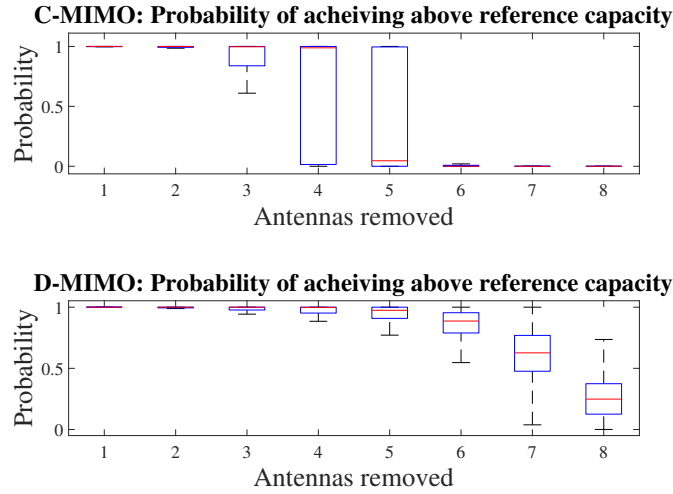 C-MIMO: Probability of acheiving above reference capacity
1
0.5
0
Probability
1 2 3 4 5 6 7 8
Antennas removed
D-MIMO: Probability of acheiving above reference capacity
1
0.5
0
Probability
1 2 3 4 5 6 7 8
Antennas removed